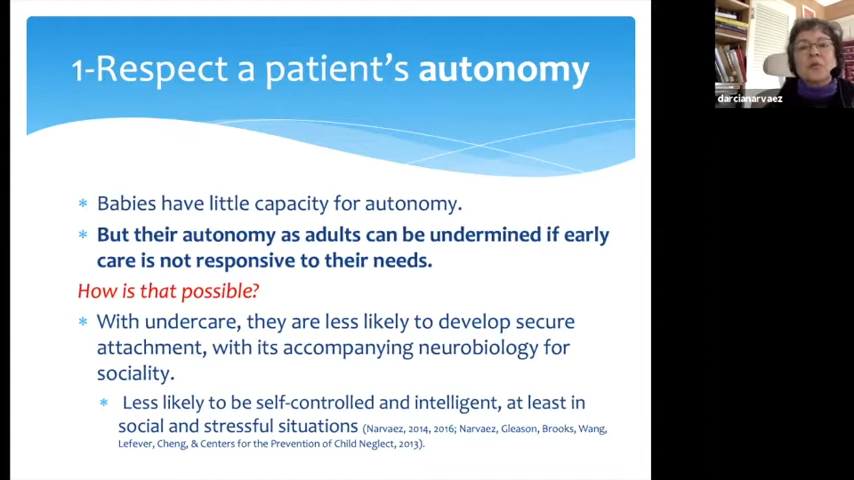 1-Respect a patient's autonomy
darcianarvaez
* Babies have little capacity for autonomy.
* But their autonomy as adults can be undermined if early
care is not responsive to their needs.
How is that possible?
* With undercare, they are less likely to develop secure
attachment, with its accompanying neurobiology for
sociality.
* Less likely to be self-controlled and intelligent, at least in
social and stressful situations (Narvaez, 2014, 2016; Narvaez, Gleason, Brooks, Wang,
Lefever, Cheng, & Centers for the Prevention of Child Neglect, 2013).